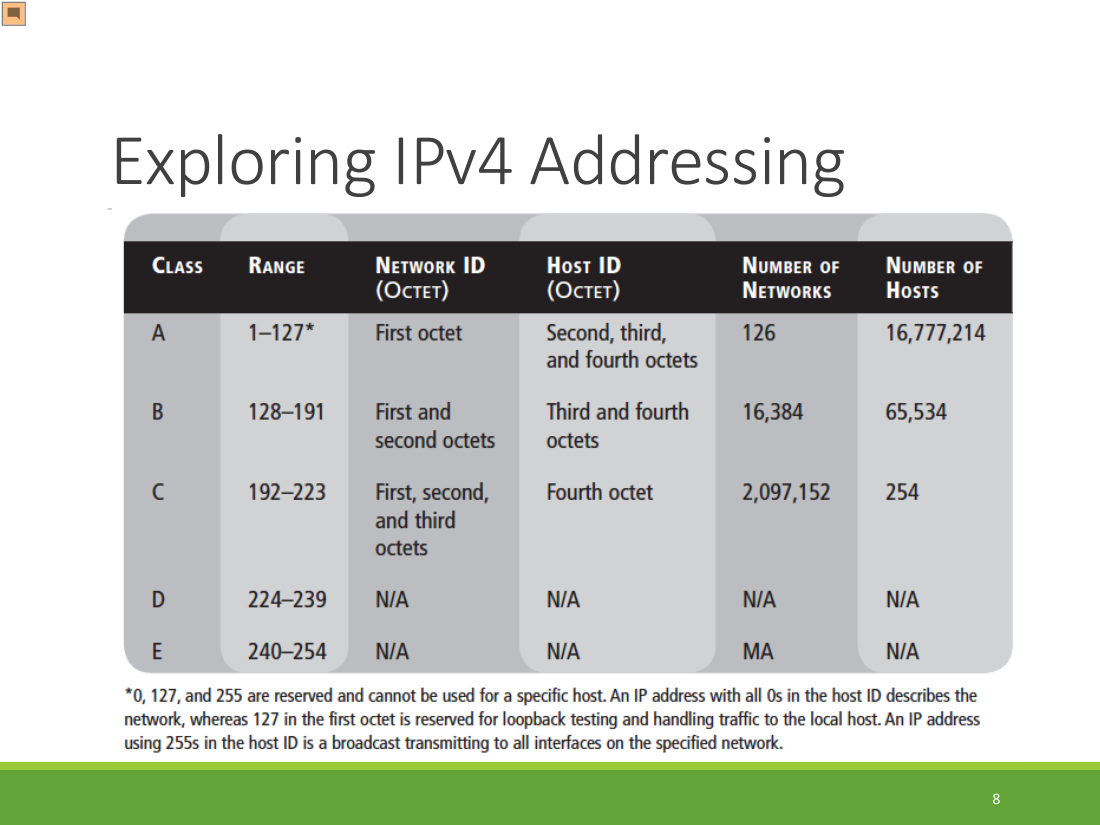 Exploring IPv4 Addressing
CLASS RANGE NETWORK ID (OCTET) HOST ID (OCTET) NUMBER OF NETWORKS NUMBER OF HOSTS
A 1–127* First octet Second, third, and fourth octets 126 16,777,214
B 128–191 First and second octets Third and fourth octets 16,384 65,534
C 192–223 First, second, and third octets Fourth octet 2,097,152 254
D 224–239 N/A N/A N/A N/A
E 240–254 N/A N/A MA N/A
*0, 127, and 255 are reserved and cannot be used for a specific host. An IP address with all 0s in the host ID describes the
network, whereas 127 in the first octet is reserved for loopback testing and handling traffic to the local host. An IP address
using 255s in the host ID is a broadcast transmitting to all interfaces on the specified network.
8